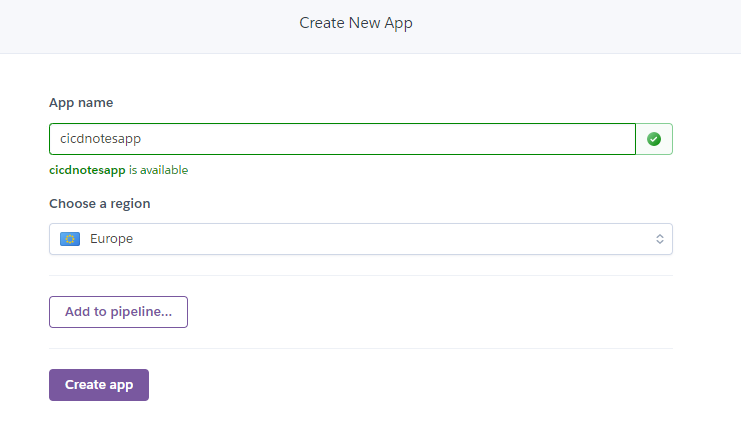 Create New App
App name
cicdnotesapp
cicdnotesapp is available
Choose a region
Europe
Add to pipeline...
Create app